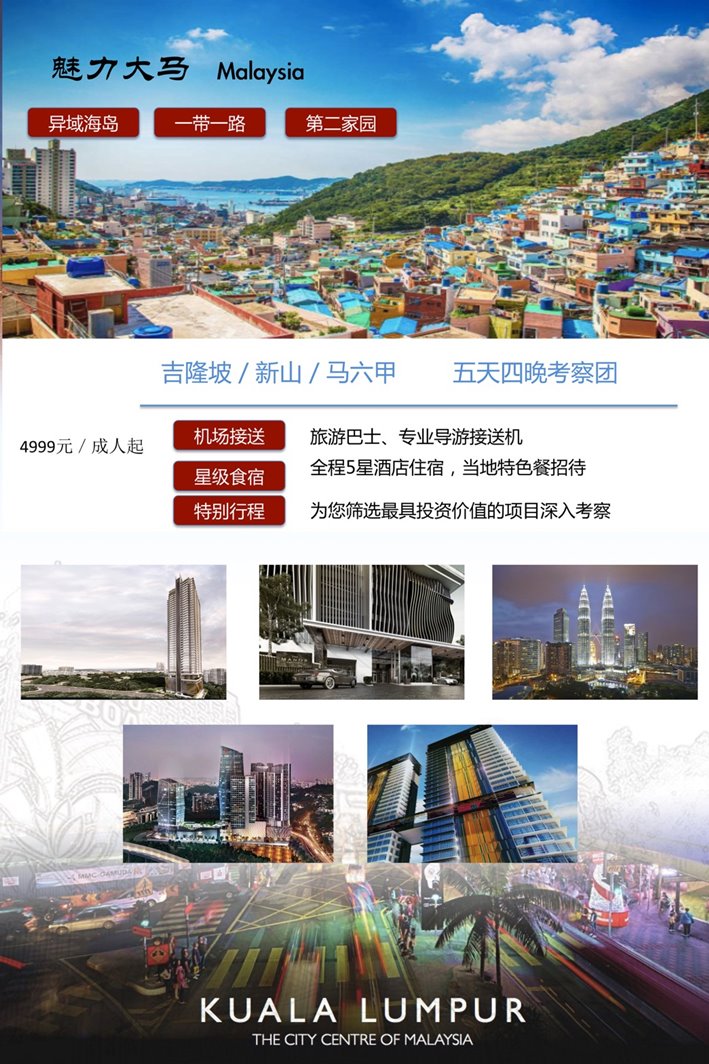 魅力大马 Malaysia
异域海岛 一带一路 第二家园
吉隆坡 / 新山 / 马六甲 五天四晚考察团
4999元 / 成人起
机场接送 旅游巴士、专业导游接送机
星级食宿 全程5星酒店住宿，当地特色餐招待
特别行程 为您筛选最具投资价值的项目深入考察
MMC-GAMUDA
KUALA LUMPUR
THE CITY CENTRE OF MALAYSIA